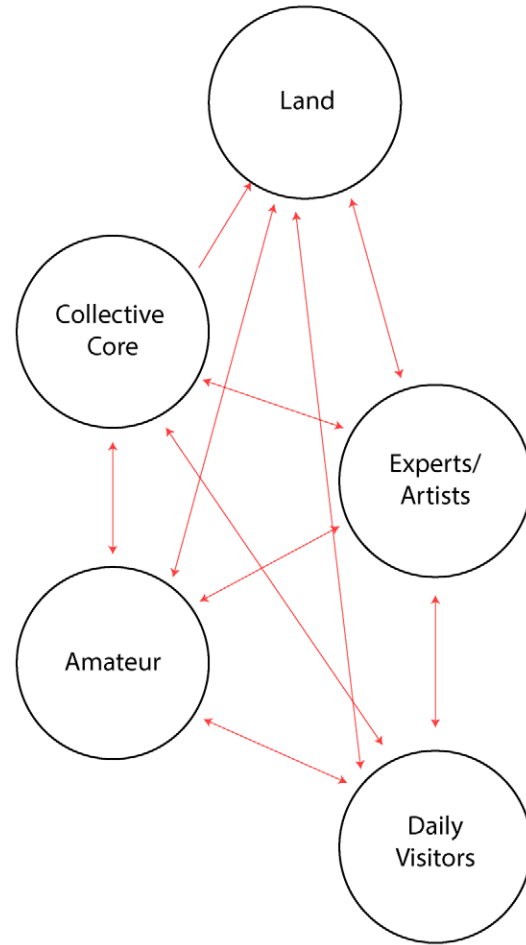 Land
Collective
Core
Experts/
Artists
Amateur
Daily
Visitors